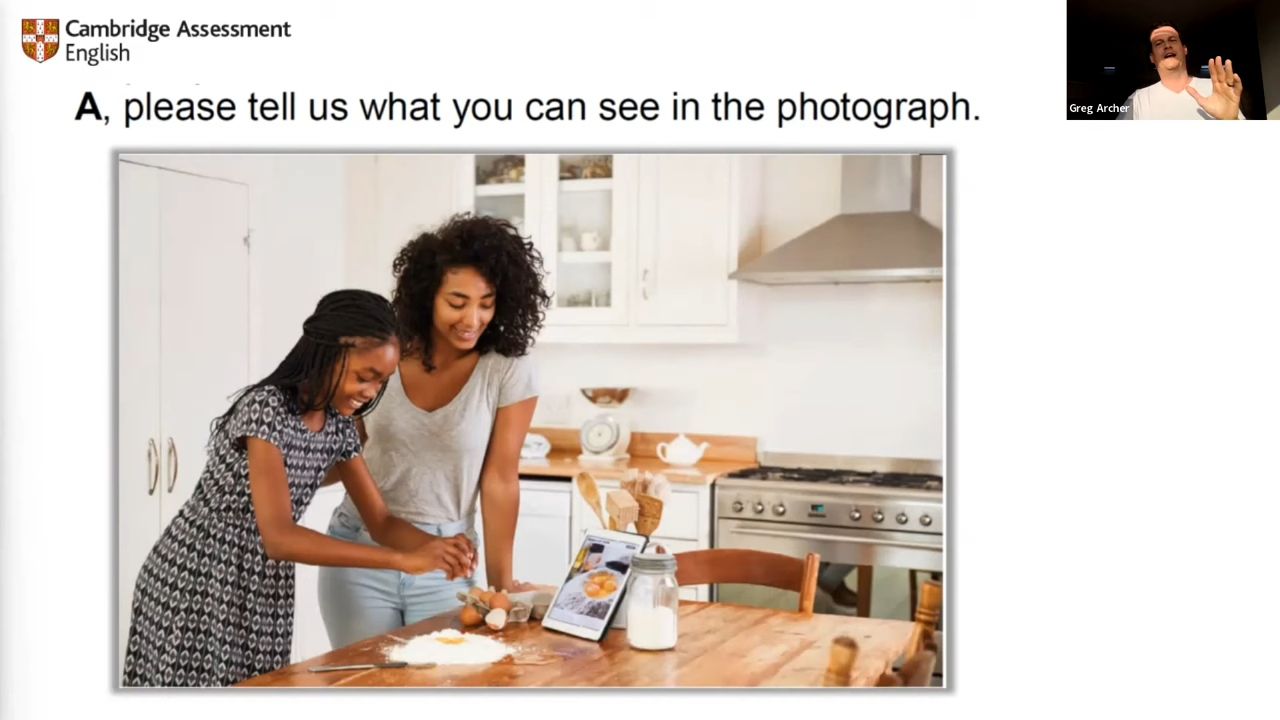 Cambridge Assessment
English
A, please tell us what you can see in the photograph.
Greg Archer